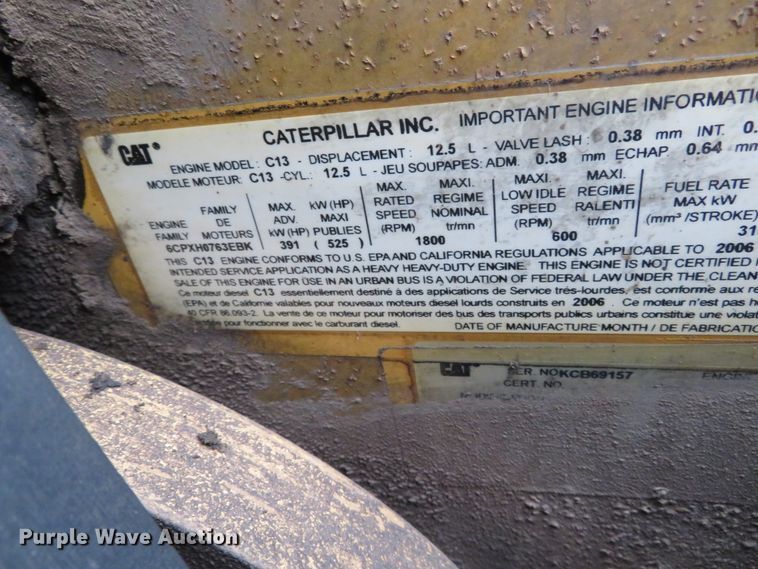 CAT® CATERPILLAR INC. IMPORTANT ENGINE INFORMATI
ENGINE MODEL: C13 - DISPLACEMENT: 12.5 L - VALVE LASH : 0.38 mm INT. 0.
MODELE MOTEUR: C13 -CYL.: 12.5 L - JEU SOUPAPES: ADM. 0.38 mm ECHAP. 0.64 mm
ENGINE FAMILY
FAMILY DE MOTEURS
6CPXH0763EBK
MAX. kW (HP)
ADV. MAXI
kW (HP) PUBLIES
391 ( 525 )
MAX. MAXI.
RATED REGIME
SPEED NOMINAL
(RPM) tr/mn
1800
MAX. MAXI.
LOW IDLE REGIME
SPEED RALENTI
(RPM) tr/mn
600
FUEL RATE
MAX kW
(mm³ /STROKE)
31
THIS C13 ENGINE CONFORMS TO U.S. EPA AND CALIFORNIA REGULATIONS APPLICABLE TO 2006
INTENDED SERVICE APPLICATION AS A HEAVY HEAVY-DUTY ENGINE. THIS ENGINE IS NOT CERTIFIED
SALE OF THIS ENGINE FOR USE IN AN URBAN BUS IS A VIOLATION OF FEDERAL LAW UNDER THE CLEAN
Ce moteur diesel C13 essentiellement destiné à des applications de Service trés-lourdes, est conforme aux
(EPA) et de Californie valables pour nouveaux moteurs diesel lourds construits en 2006 . Ce moteur n'est pas
40 CFR 86.093-2. La vente de ce moteur pour motoriser des bus des transports publics urbains constitue une
pour fonctionner avec le carburant diesel. DATE OF MANUFACTURE MONTH / DE FABRICATION
CAT SER. NO KCB69157
CERT. NO.
Purple Wave Auction